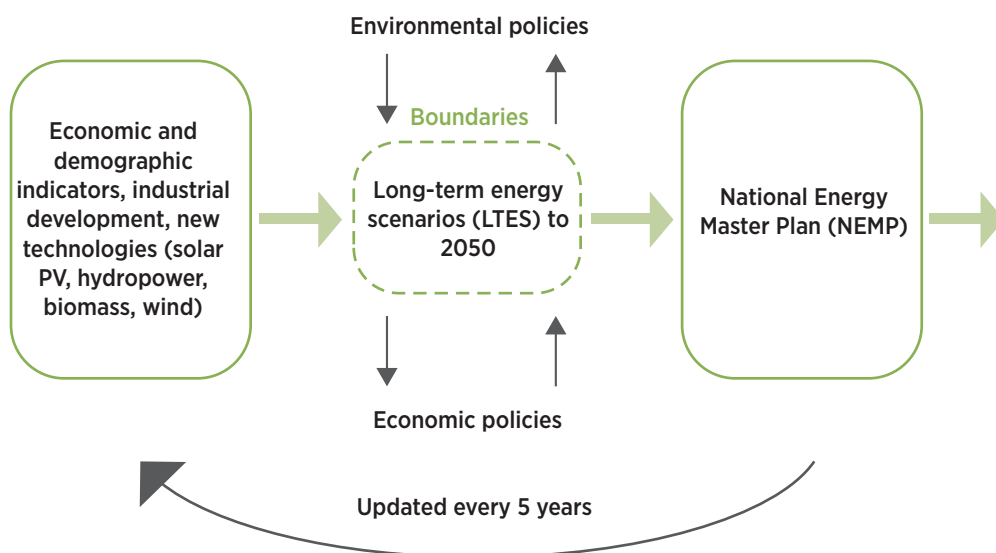 Environmental policies
Boundaries
Economic and
demographic
indicators, industrial
development, new
technologies (solar
PV, hydropower,
biomass, wind)
Long-term energy
scenarios (LTES) to
2050
National Energy
Master Plan (NEMP)
Economic policies
Updated every 5 years